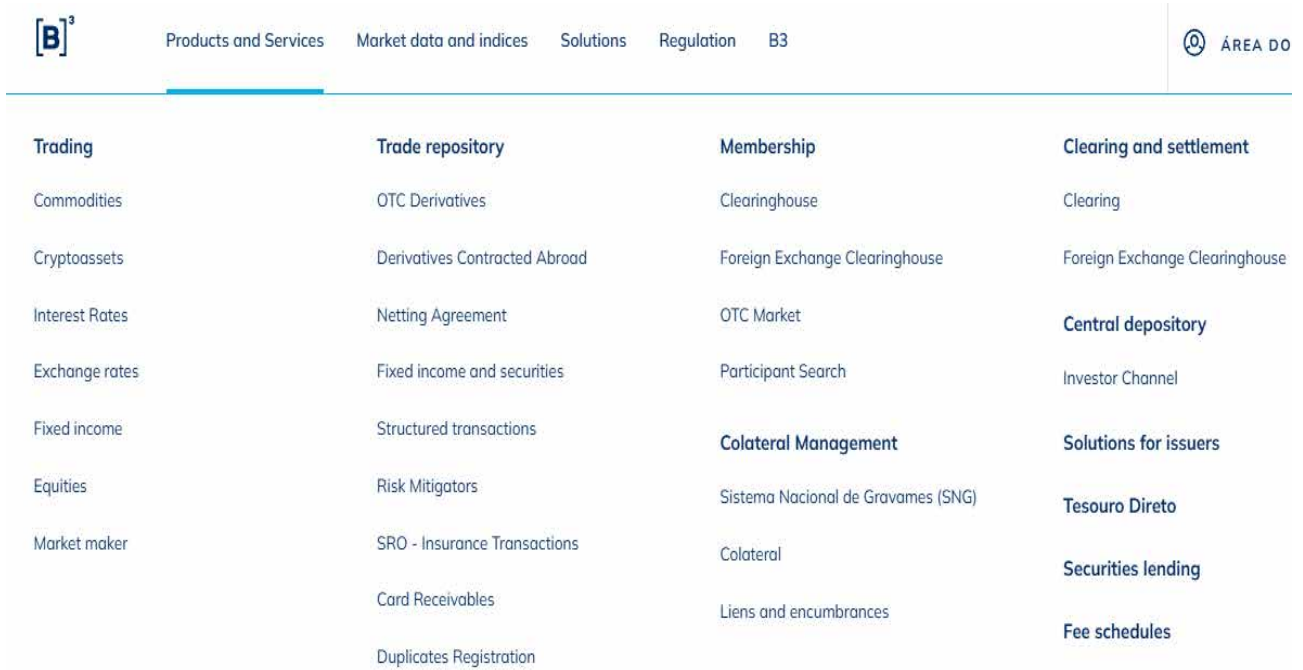 [B]³
Products and Services
Market data and indices
Solutions
Regulation
B3
ÁREA DO
Trading
Commodities
Cryptoassets
Interest Rates
Exchange rates
Fixed income
Equities
Market maker
Trade repository
OTC Derivatives
Derivatives Contracted Abroad
Netting Agreement
Fixed income and securities
Structured transactions
Risk Mitigators
SRO - Insurance Transactions
Card Receivables
Duplicates Registration
Membership
Clearinghouse
Foreign Exchange Clearinghouse
OTC Market
Participant Search
Colateral Management
Sistema Nacional de Gravames (SNG)
Colateral
Liens and encumbrances
Clearing and settlement
Clearing
Foreign Exchange Clearinghouse
Central depository
Investor Channel
Solutions for issuers
Tesouro Direto
Securities lending
Fee schedules